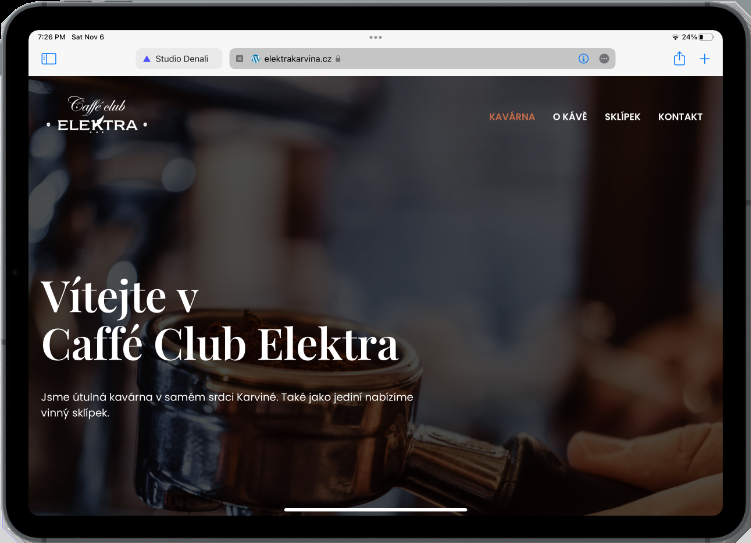 7:26 PM Sat Nov 6
24%
Studio Denali
elektrakarvina.cz
Caffé club
ELEKTRA
KAVÁRNA O KÁVĚ SKLÍPEK KONTAKT
Vítejte v
Caffé Club Elektra
Jsme útulná kavárna v samém srdci Karviné. Také jako jediní nabízíme
vinný sklípek.